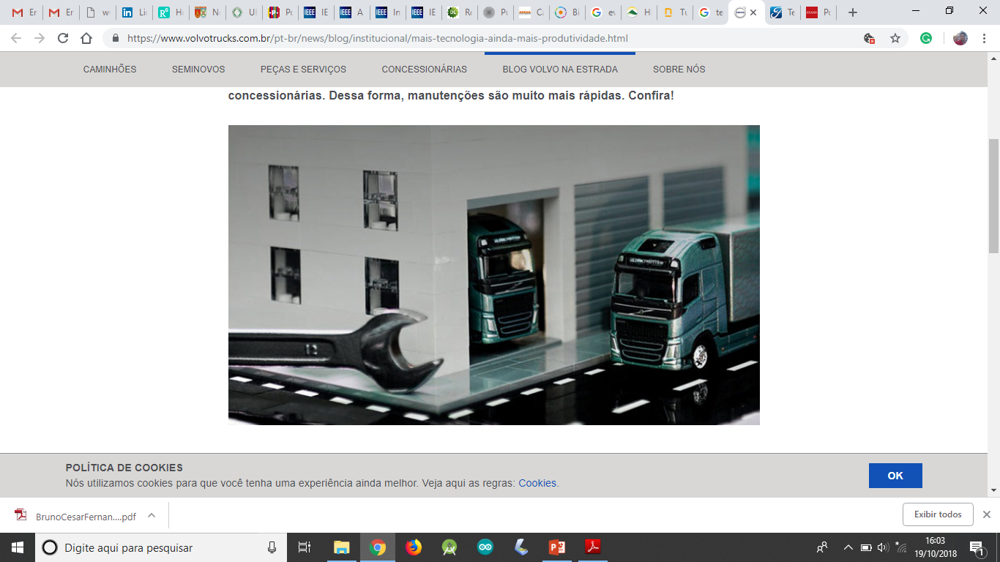 Er
Er
w
Li
H
N
U
Po
IE
A
In
IE
Re
Po
Ca
Bi
ev
H
Tu
te
Te
Po
https://www.volvotrucks.com.br/pt-br/news/blog/institucional/mais-tecnologia-ainda-mais-produtividade.html
CAMINHÕES SEMINOVOS PEÇAS E SERVIÇOS CONCESSIONÁRIAS BLOG VOLVO NA ESTRADA SOBRE NÓS
concessionárias. Dessa forma, manutenções são muito mais rápidas. Confira!
GLOBETROTTER
GLOBETROTTER
12
POLÍTICA DE COOKIES
Nós utilizamos cookies para que você tenha uma experiência ainda melhor. Veja aqui as regras: Cookies.
OK
BrunoCesarFernan....pdf
Exibir todos
Digite aqui para pesquisar
16:03
19/10/2018
1